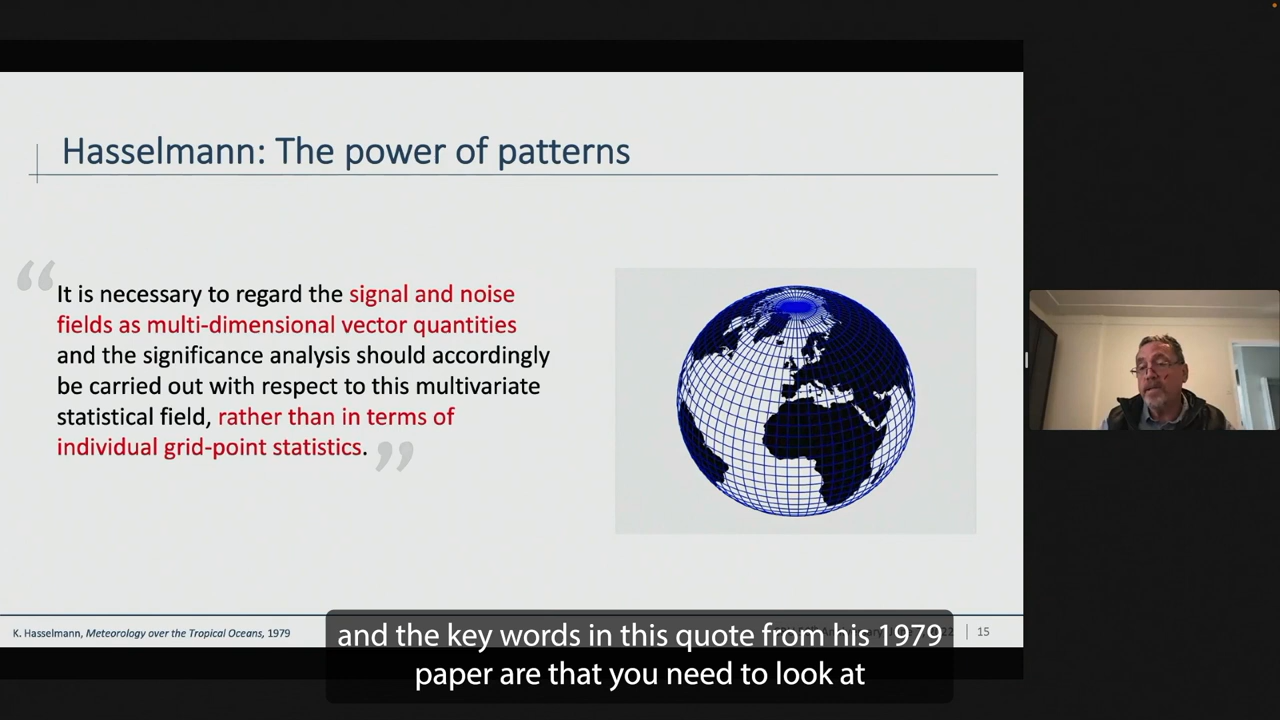 Hasselmann: The power of patterns
“
It is necessary to regard the signal and noise
fields as multi-dimensional vector quantities
and the significance analysis should accordingly
be carried out with respect to this multivariate
statistical field, rather than in terms of
individual grid-point statistics.
”
K. Hasselmann, Meteorology over the Tropical Oceans, 1979
15
and the key words in this quote from his 1979
paper are that you need to look at